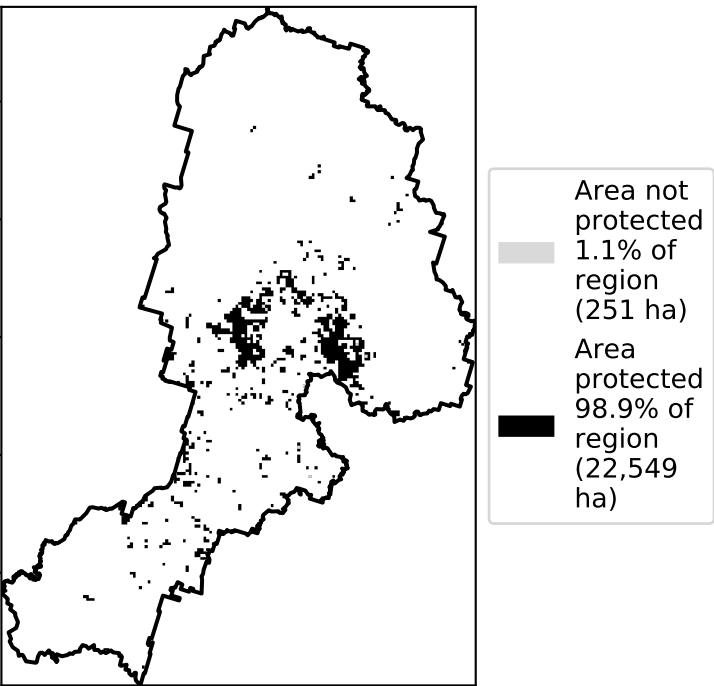 Area not
protected
1.1% of
region
(251 ha)
Area
protected
98.9% of
region
(22,549
ha)